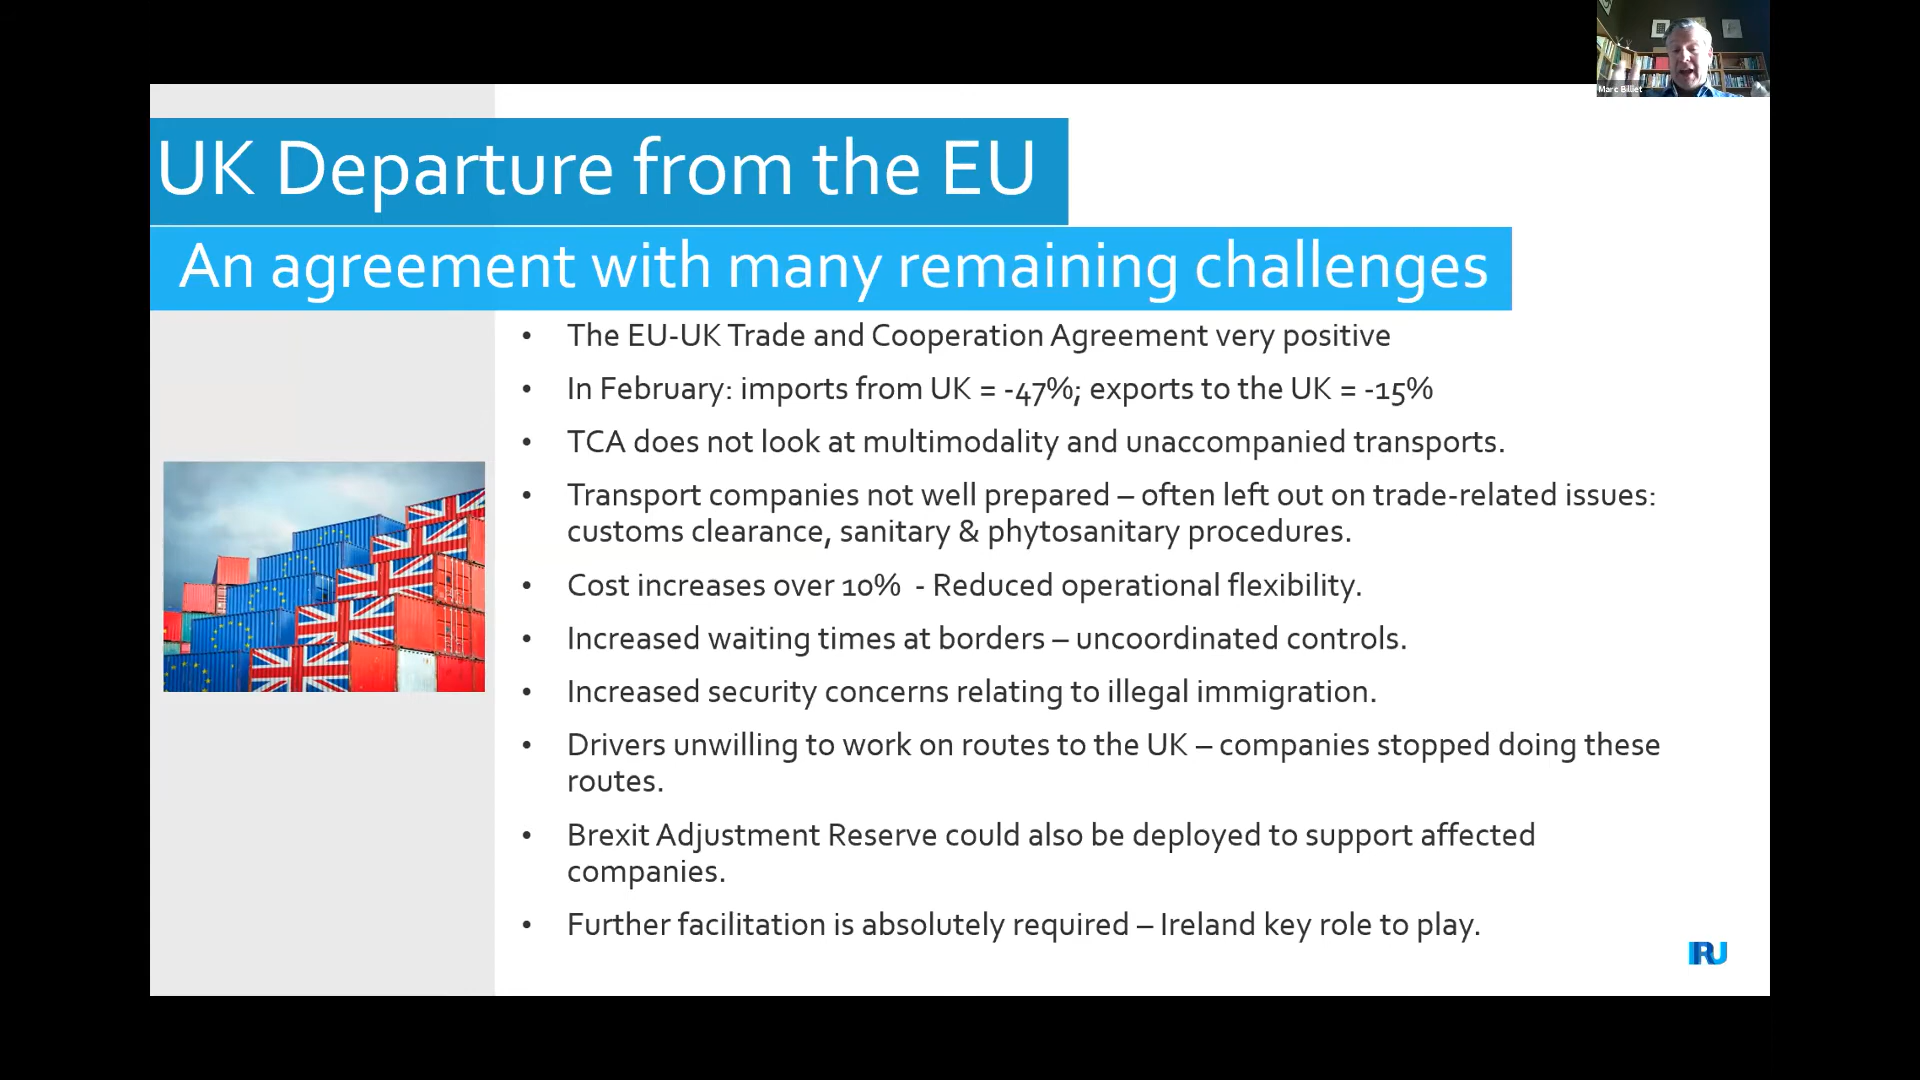 Marc Billiet
UK Departure from the EU
An agreement with many remaining challenges
• The EU-UK Trade and Cooperation Agreement very positive
• In February: imports from UK = -47%; exports to the UK = -15%
• TCA does not look at multimodality and unaccompanied transports.
• Transport companies not well prepared – often left out on trade-related issues:
customs clearance, sanitary & phytosanitary procedures.
• Cost increases over 10%  - Reduced operational flexibility.
• Increased waiting times at borders – uncoordinated controls.
• Increased security concerns relating to illegal immigration.
• Drivers unwilling to work on routes to the UK – companies stopped doing these
routes.
• Brexit Adjustment Reserve could also be deployed to support affected
companies.
• Further facilitation is absolutely required – Ireland key role to play.
IRU